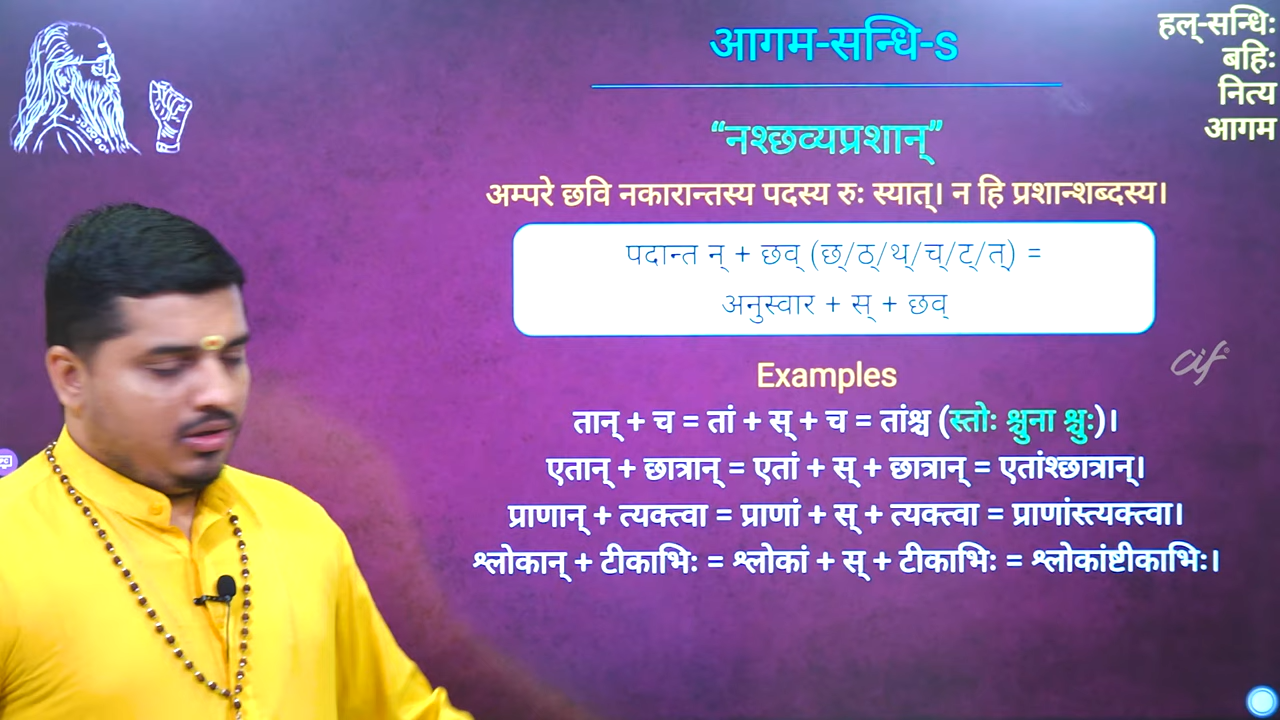 आगम-सन्धि-s
हल्-सन्धिः
बहिः
नित्य
आगम
“नश्छव्यप्रशान्”
अम्परे छवि नकारान्तस्य पदस्य रुः स्यात्। न हि प्रशान्शब्दस्य।
पदान्त न् + छव् (छ्/ठ्/थ्/च्/ट्/त्) =
अनुस्वार + स् + छव्
cif
Examples
तान् + च = तां + स् + च = तांश्च (स्तोः श्चुना श्चुः)।
एतान् + छात्रान् = एतां + स् + छात्रान् = एतांश्छात्रान्।
प्राणान् + त्यक्त्वा = प्राणां + स् + त्यक्त्वा = प्राणांस्त्यक्त्वा।
श्लोकान् + टीकाभिः = श्लोकां + स् + टीकाभिः = श्लोकांष्टीकाभिः।